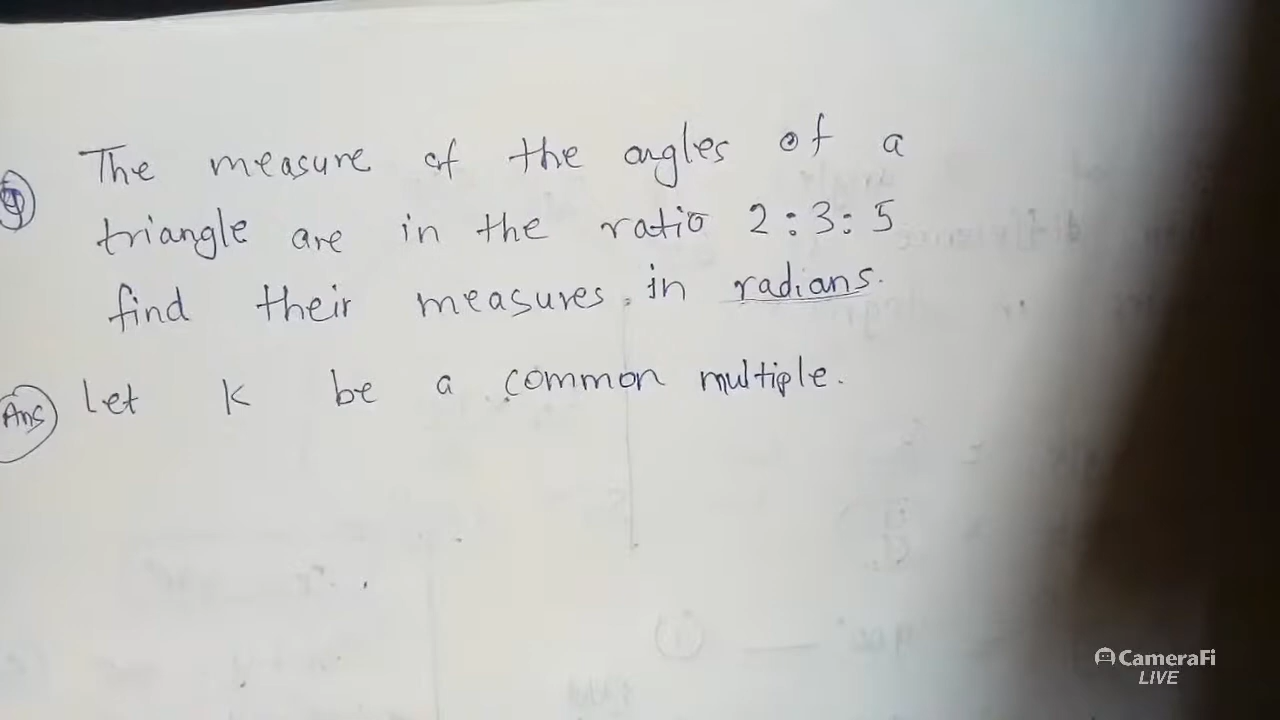 The measure of the angles of a
triangle are in the ratio 2:3:5
find their measures in radians.
Ans Let K be a common multiple.
CameraFi
LIVE